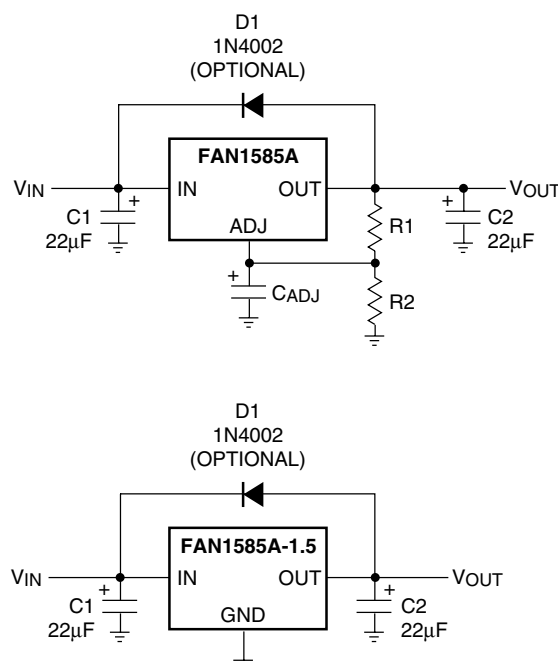 D1
1N4002
(OPTIONAL)
FAN1585A
VIN
IN
OUT
VOUT
+
C1
22µF
ADJ
R1
+
C2
22µF
+
CADJ
R2
D1
1N4002
(OPTIONAL)
FAN1585A-1.5
VIN
IN
OUT
VOUT
+
C1
22µF
GND
+
C2
22µF